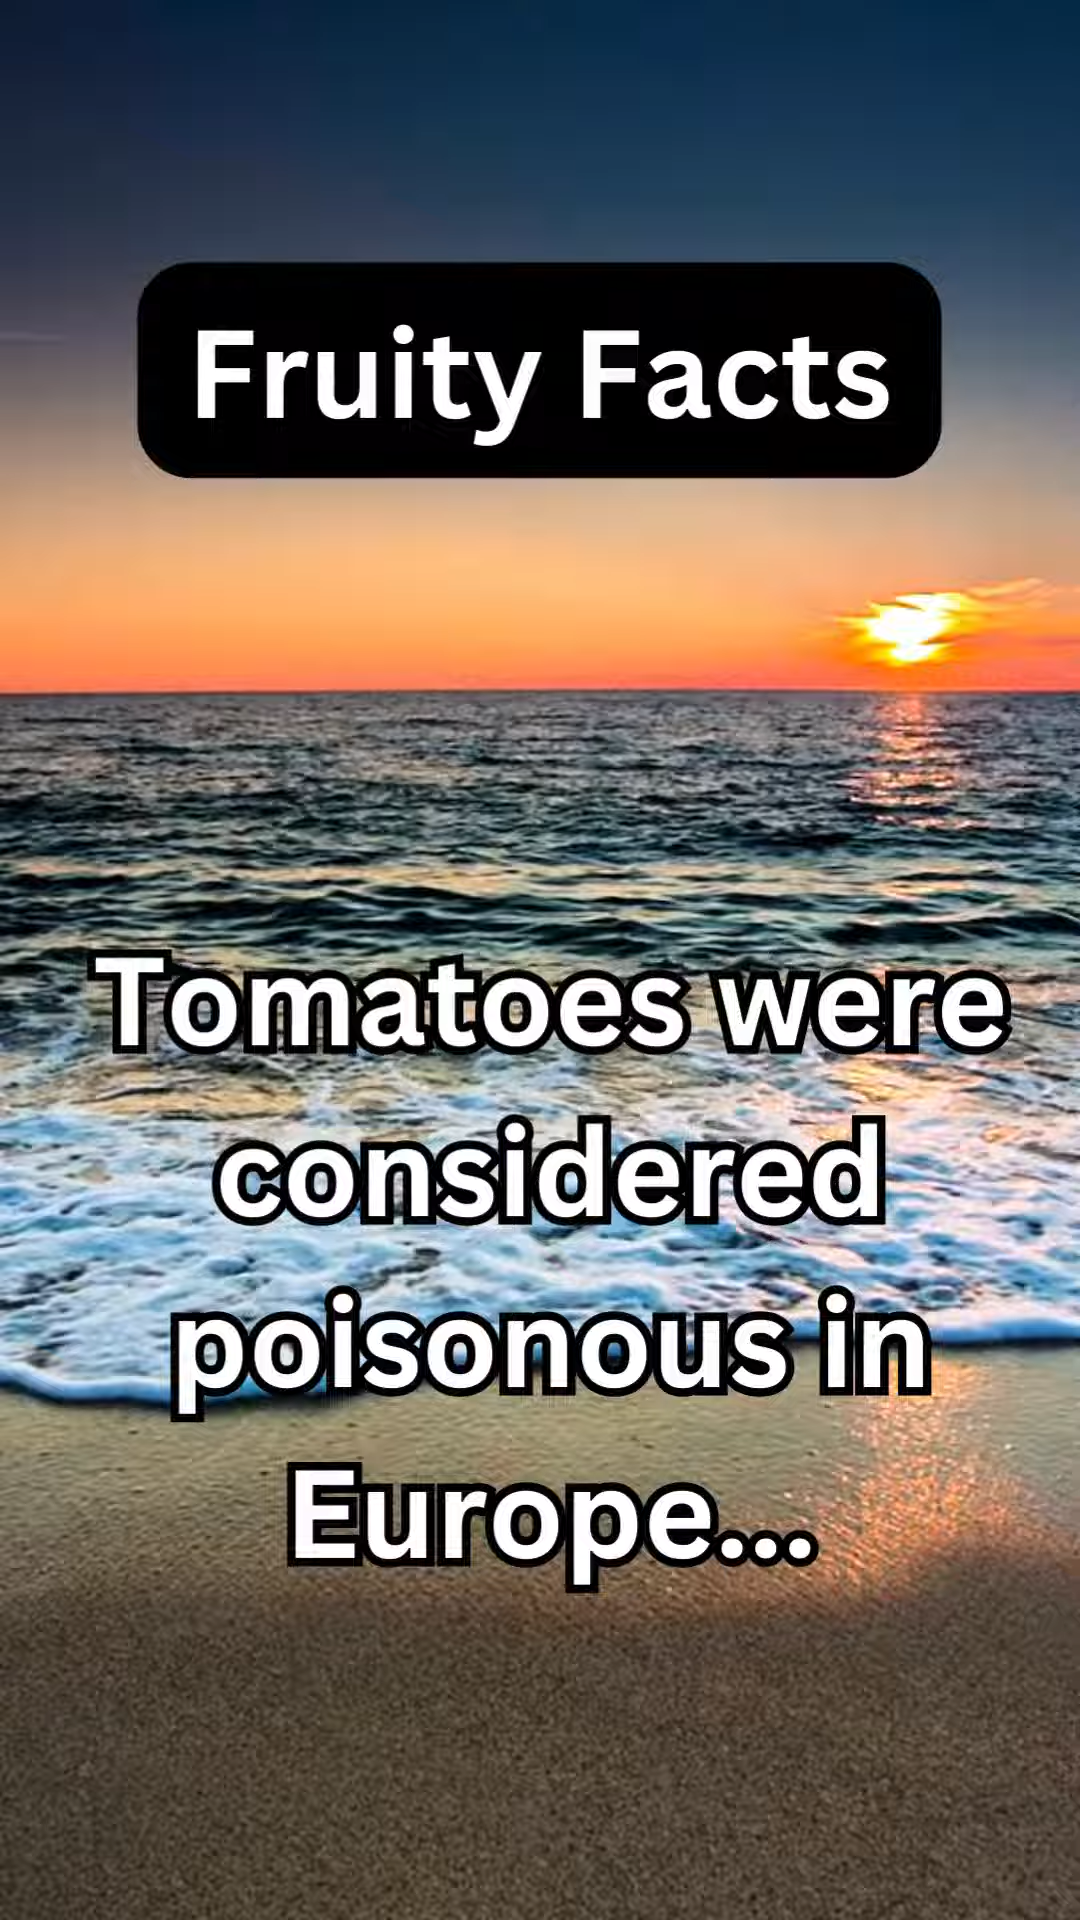 Fruity Facts
Tomatoes were
considered
poisonous in
Europe...